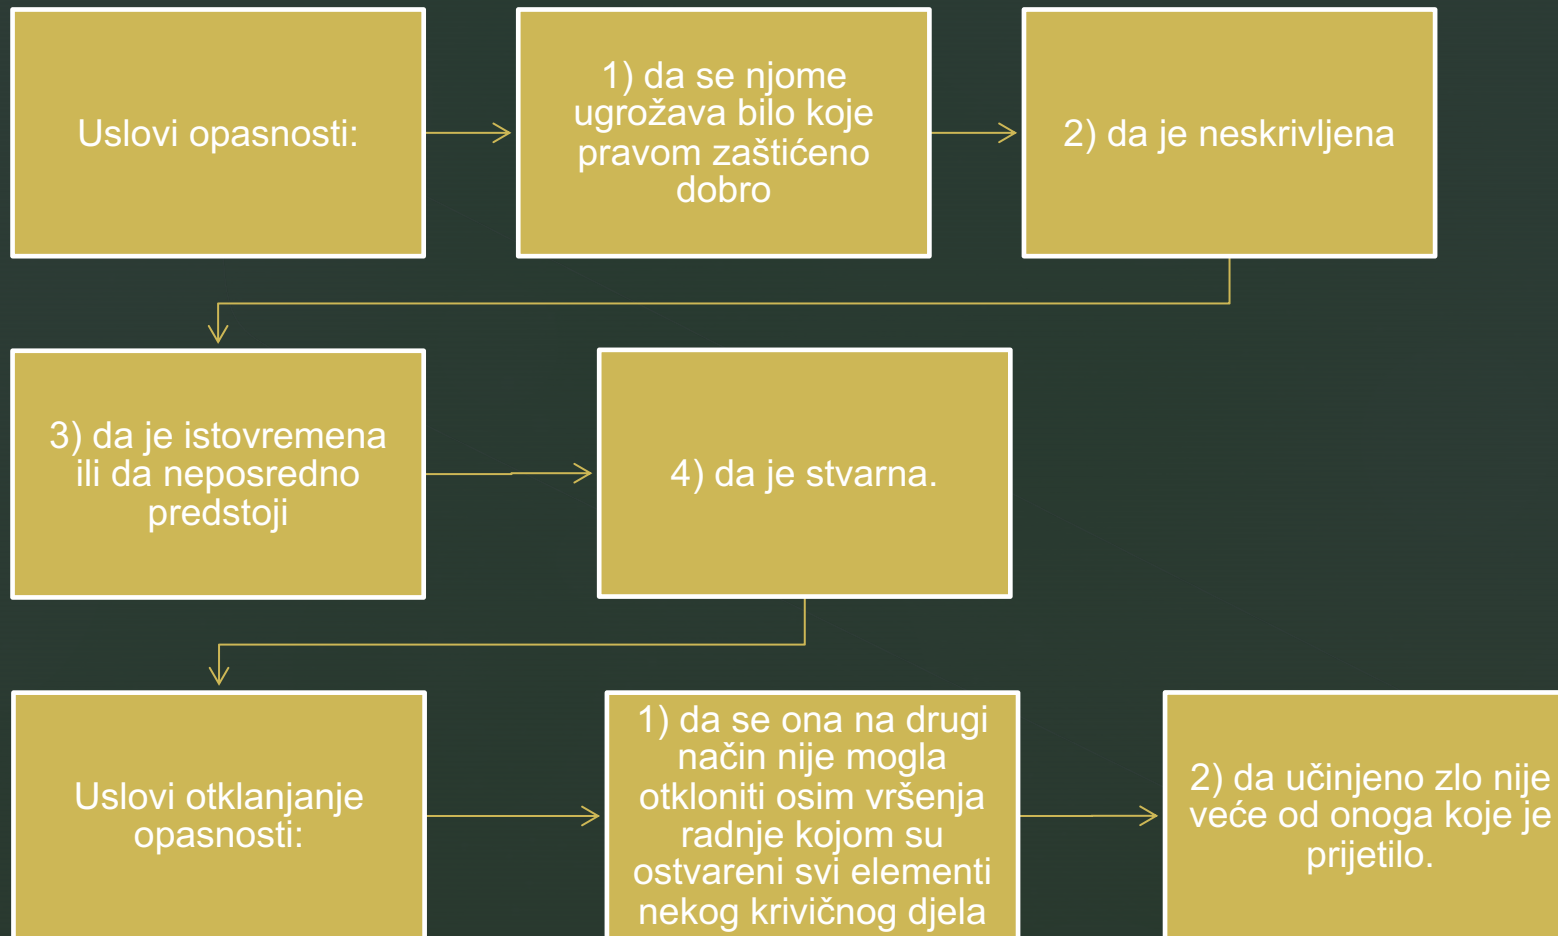 Uslovi opasnosti:
1) da se njome
ugrožava bilo koje
pravom zaštićeno
dobro
2) da je neskrivljena
3) da je istovremena
ili da neposredno
predstoji
4) da je stvarna.
Uslovi otklanjanje
opasnosti:
1) da se ona na drugi
način nije mogla
otkloniti osim vršenja
radnje kojom su
ostvareni svi elementi
nekog krivičnog djela
2) da učinjeno zlo nije
veće od onoga koje je
prijetilo.